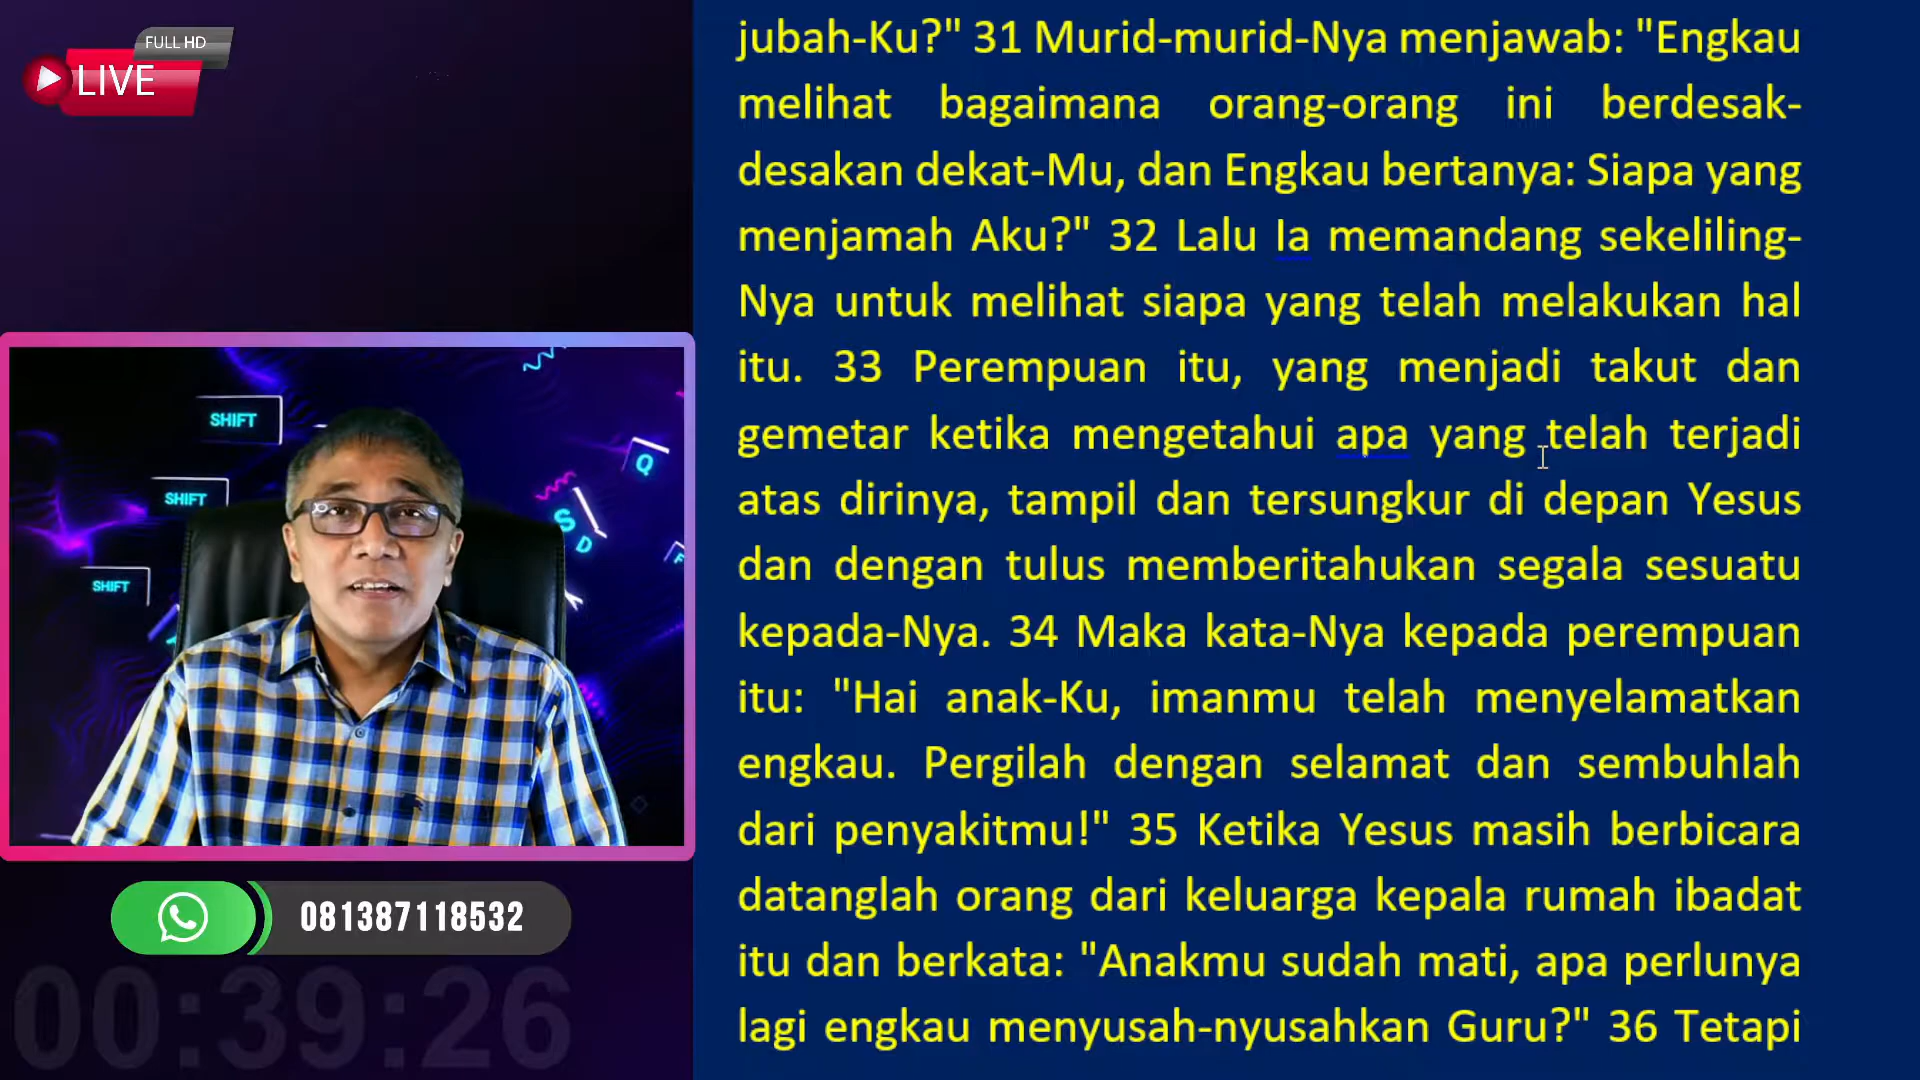 FULL HD
LIVE
SHIFT
SHIFT
SHIFT
Q
S
D
F
081387118532
00:39:26
jubah-Ku?" 31 Murid-murid-Nya menjawab: "Engkau
melihat bagaimana orang-orang ini berdesak-
desakan dekat-Mu, dan Engkau bertanya: Siapa yang
menjamah Aku?" 32 Lalu Ia memandang sekeliling-
Nya untuk melihat siapa yang telah melakukan hal
itu. 33 Perempuan itu, yang menjadi takut dan
gemetar ketika mengetahui apa yang telah terjadi
atas dirinya, tampil dan tersungkur di depan Yesus
dan dengan tulus memberitahukan segala sesuatu
kepada-Nya. 34 Maka kata-Nya kepada perempuan
itu: "Hai anak-Ku, imanmu telah menyelamatkan
engkau. Pergilah dengan selamat dan sembuhlah
dari penyakitmu!" 35 Ketika Yesus masih berbicara
datanglah orang dari keluarga kepala rumah ibadat
itu dan berkata: "Anakmu sudah mati, apa perlunya
lagi engkau menyusah-nyusahkan Guru?" 36 Tetapi